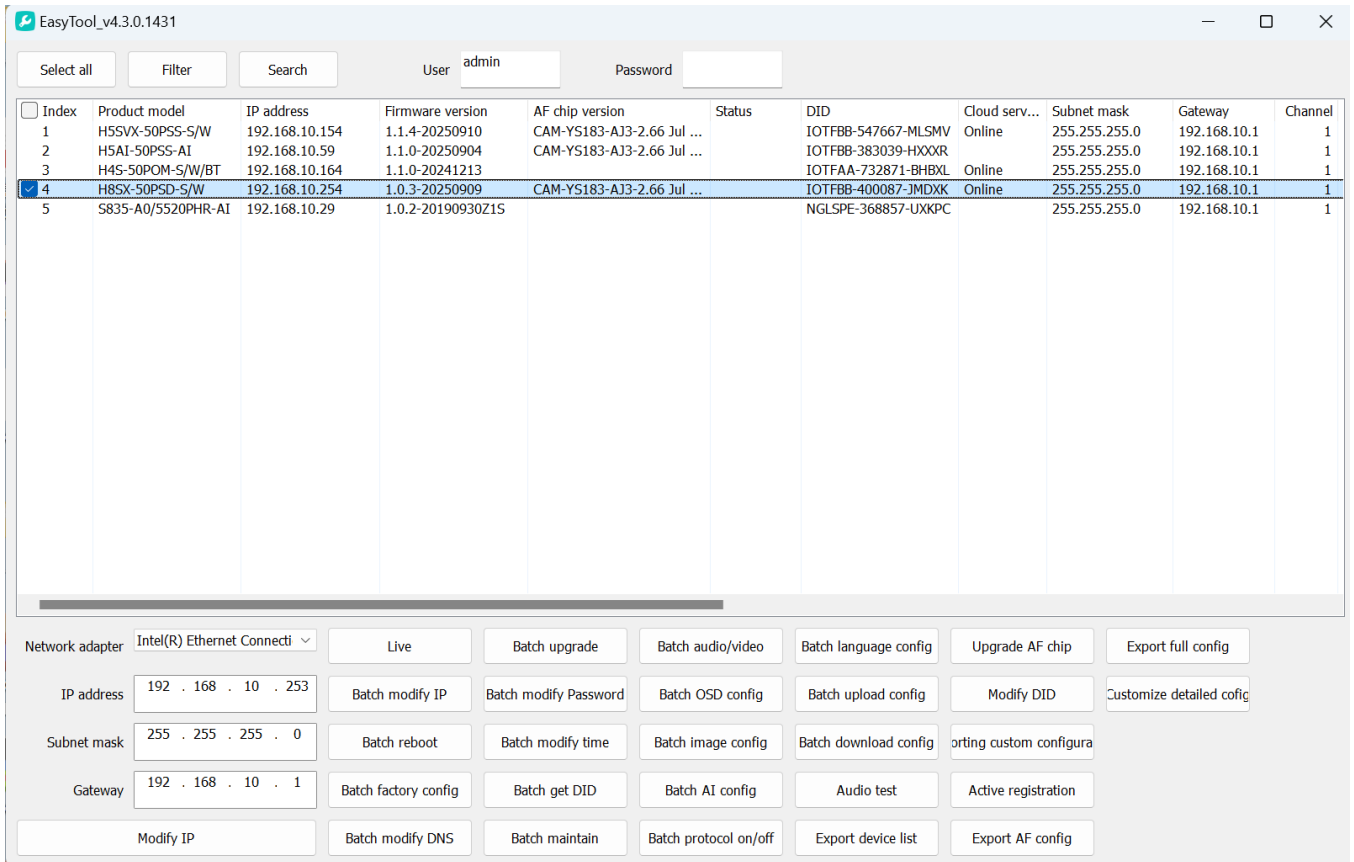 EasyTool_v4.3.0.1431
Select all Filter Search User admin Password
Index Product model IP address Firmware version AF chip version Status DID Cloud serv... Subnet mask Gateway Channel
1 H5SVX-50PSS-S/W 192.168.10.154 1.1.4-20250910 CAM-YS183-AJ3-2.66 Jul ... IOTFBB-547667-MLSMV Online 255.255.255.0 192.168.10.1 1
2 H5AI-50PSS-AI 192.168.10.59 1.1.0-20250904 CAM-YS183-AJ3-2.66 Jul ... IOTFBB-383039-HXXXR 255.255.255.0 192.168.10.1 1
3 H4S-50POM-S/W/BT 192.168.10.164 1.1.0-20241213 IOTFAA-732871-BHBXL Online 255.255.255.0 192.168.10.1 1
4 H8SX-50PSD-S/W 192.168.10.254 1.0.3-20250909 CAM-YS183-AJ3-2.66 Jul ... IOTFBB-400087-JMDXK Online 255.255.255.0 192.168.10.1 1
5 S835-A0/5520PHR-AI 192.168.10.29 1.0.2-20190930Z1S NGLSPE-368857-UXKPC 255.255.255.0 192.168.10.1 1
Network adapter Intel(R) Ethernet Connecti Live Batch upgrade Batch audio/video Batch language config Upgrade AF chip Export full config
IP address 192 . 168 . 10 . 253 Batch modify IP Batch modify Password Batch OSD config Batch upload config Modify DID Customize detailed cofig
Subnet mask 255 . 255 . 255 . 0 Batch reboot Batch modify time Batch image config Batch download config orting custom configura
Gateway 192 . 168 . 10 . 1 Batch factory config Batch get DID Batch AI config Audio test Active registration
Modify IP Batch modify DNS Batch maintain Batch protocol on/off Export device list Export AF config